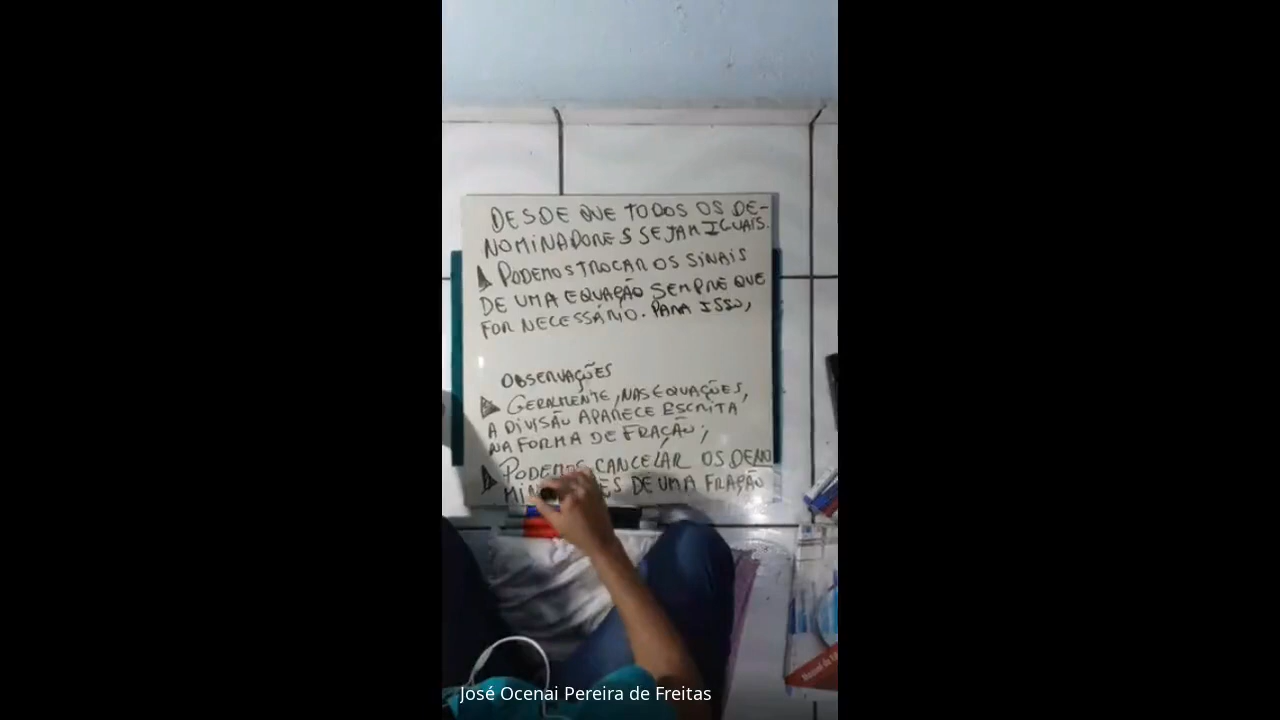 DESDE QUE TODOS OS DE-
NOMINADORES SEJAM IGUAIS.
PODEMOS TROCAR OS SINAIS
DE UMA EQUAÇÃO SEMPRE QUE
FOR NECESSÁRIO. PARA ISSO,
OBSERVAÇÕES
GERALMENTE, NAS EQUAÇÕES,
A DIVISÃO APARECE ESCRITA
NA FORMA DE FRAÇÃO;
PODEMOS CANCELAR OS DENO
DE UMA FRAÇÃO
José Ocenai Pereira de Freitas